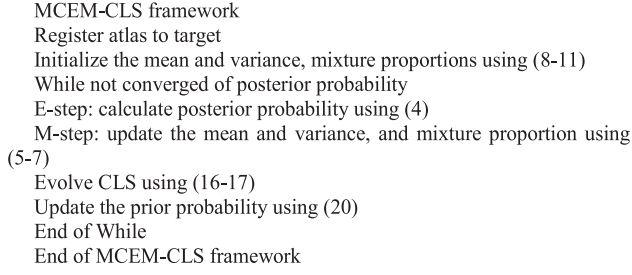 MCEM-CLS framework
Register atlas to target
Initialize the mean and variance, mixture proportions using (8-11)
While not converged of posterior probability
E-step: calculate posterior probability using (4)
M-step: update the mean and variance, and mixture proportion using
(5-7)
Evolve CLS using (16-17)
Update the prior probability using (20)
End of While
End of MCEM-CLS framework